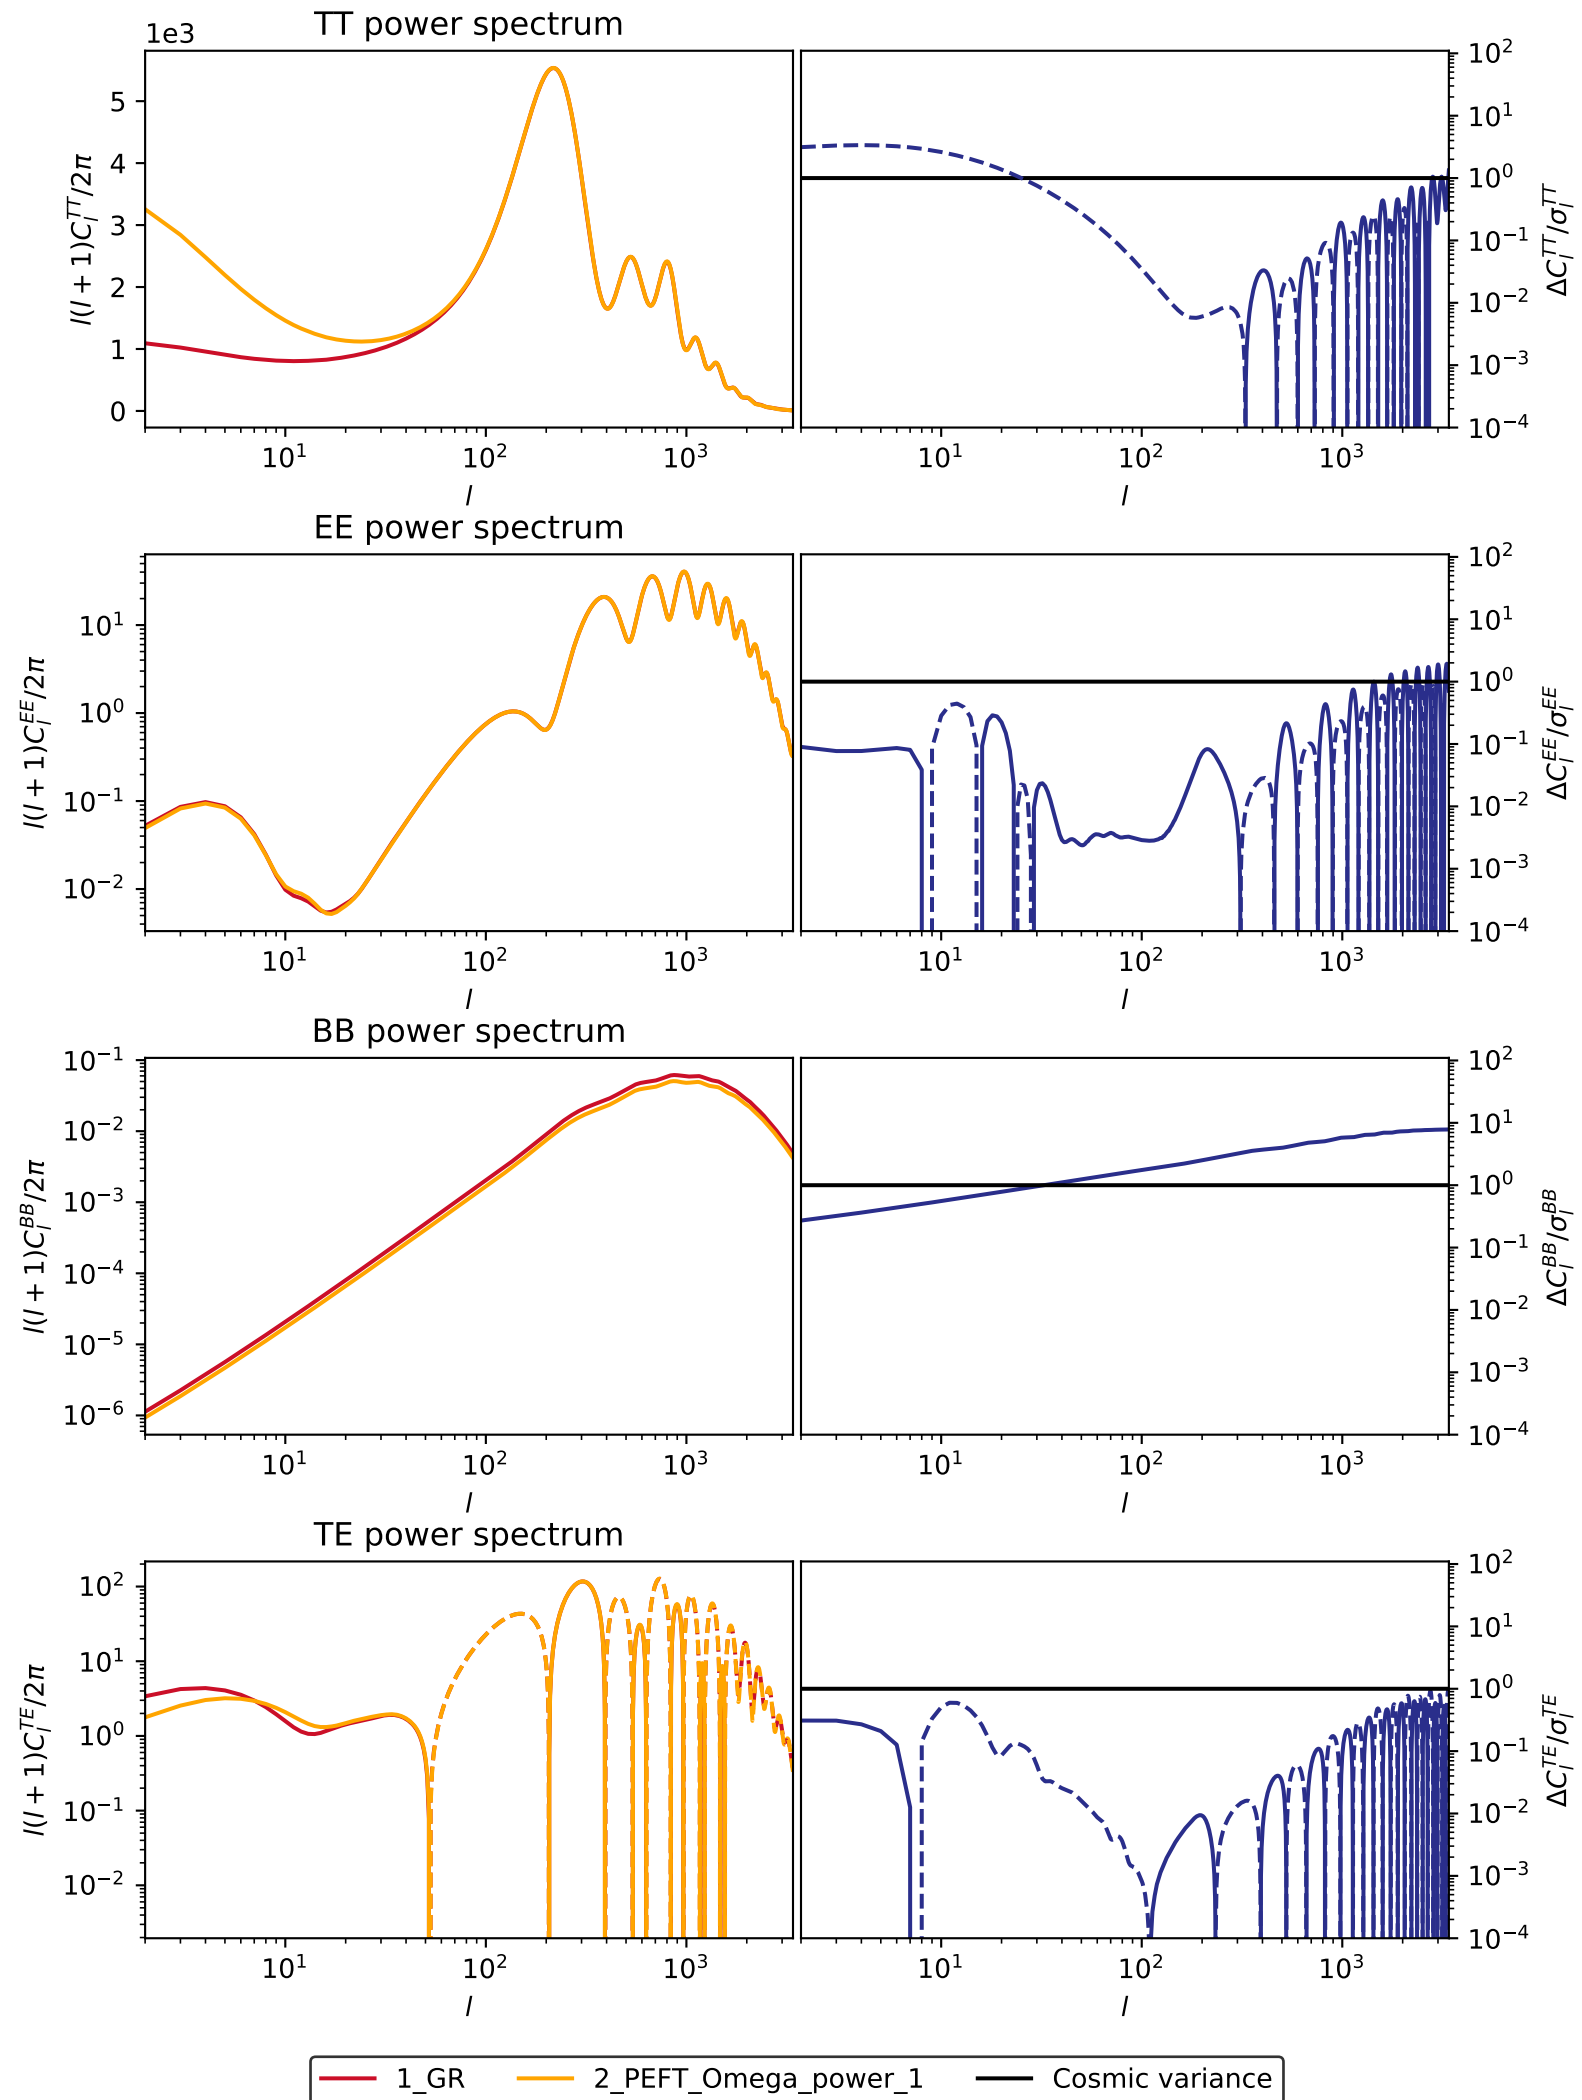 TT power spectrum
1e3
l(l + 1)C_l^{TT}/2π
5
4
3
2
1
0
10^1 10^2 10^3
l
10^2
10^1
10^0
10^{-1}
10^{-2}
10^{-3}
10^{-4}
ΔC_l^{TT}/σ_l^{TT}
10^1 10^2 10^3
l
EE power spectrum
l(l + 1)C_l^{EE}/2π
10^1
10^0
10^{-1}
10^{-2}
10^1 10^2 10^3
l
10^2
10^1
10^0
10^{-1}
10^{-2}
10^{-3}
10^{-4}
ΔC_l^{EE}/σ_l^{EE}
10^1 10^2 10^3
l
BB power spectrum
l(l + 1)C_l^{BB}/2π
10^{-1}
10^{-2}
10^{-3}
10^{-4}
10^{-5}
10^{-6}
10^1 10^2 10^3
l
10^2
10^1
10^0
10^{-1}
10^{-2}
10^{-3}
10^{-4}
ΔC_l^{BB}/σ_l^{BB}
10^1 10^2 10^3
l
TE power spectrum
l(l + 1)C_l^{TE}/2π
10^2
10^1
10^0
10^{-1}
10^{-2}
10^1 10^2 10^3
l
10^2
10^1
10^0
10^{-1}
10^{-2}
10^{-3}
10^{-4}
ΔC_l^{TE}/σ_l^{TE}
10^1 10^2 10^3
l
1_GR 2_PEFT_Omega_power_1 Cosmic variance